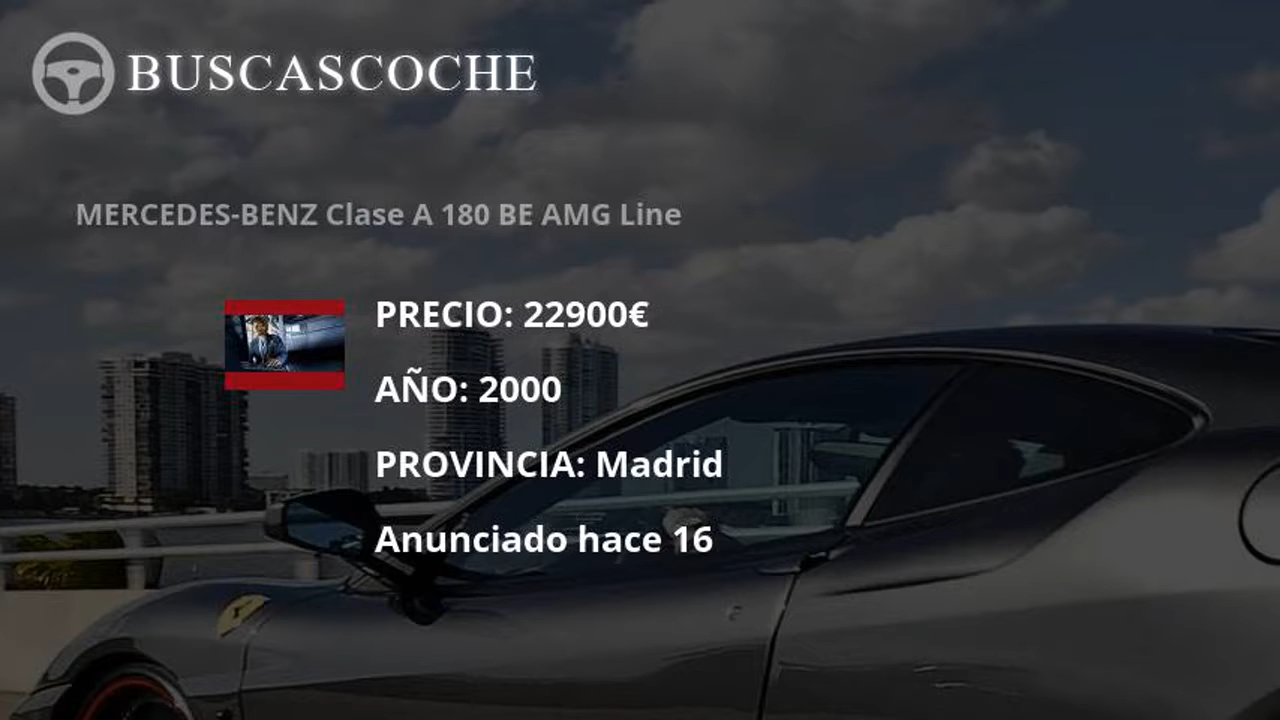 BUSCASCOCHE
MERCEDES-BENZ Clase A 180 BE AMG Line
PRECIO: 22900€
AÑO: 2000
PROVINCIA: Madrid
Anunciado hace 16